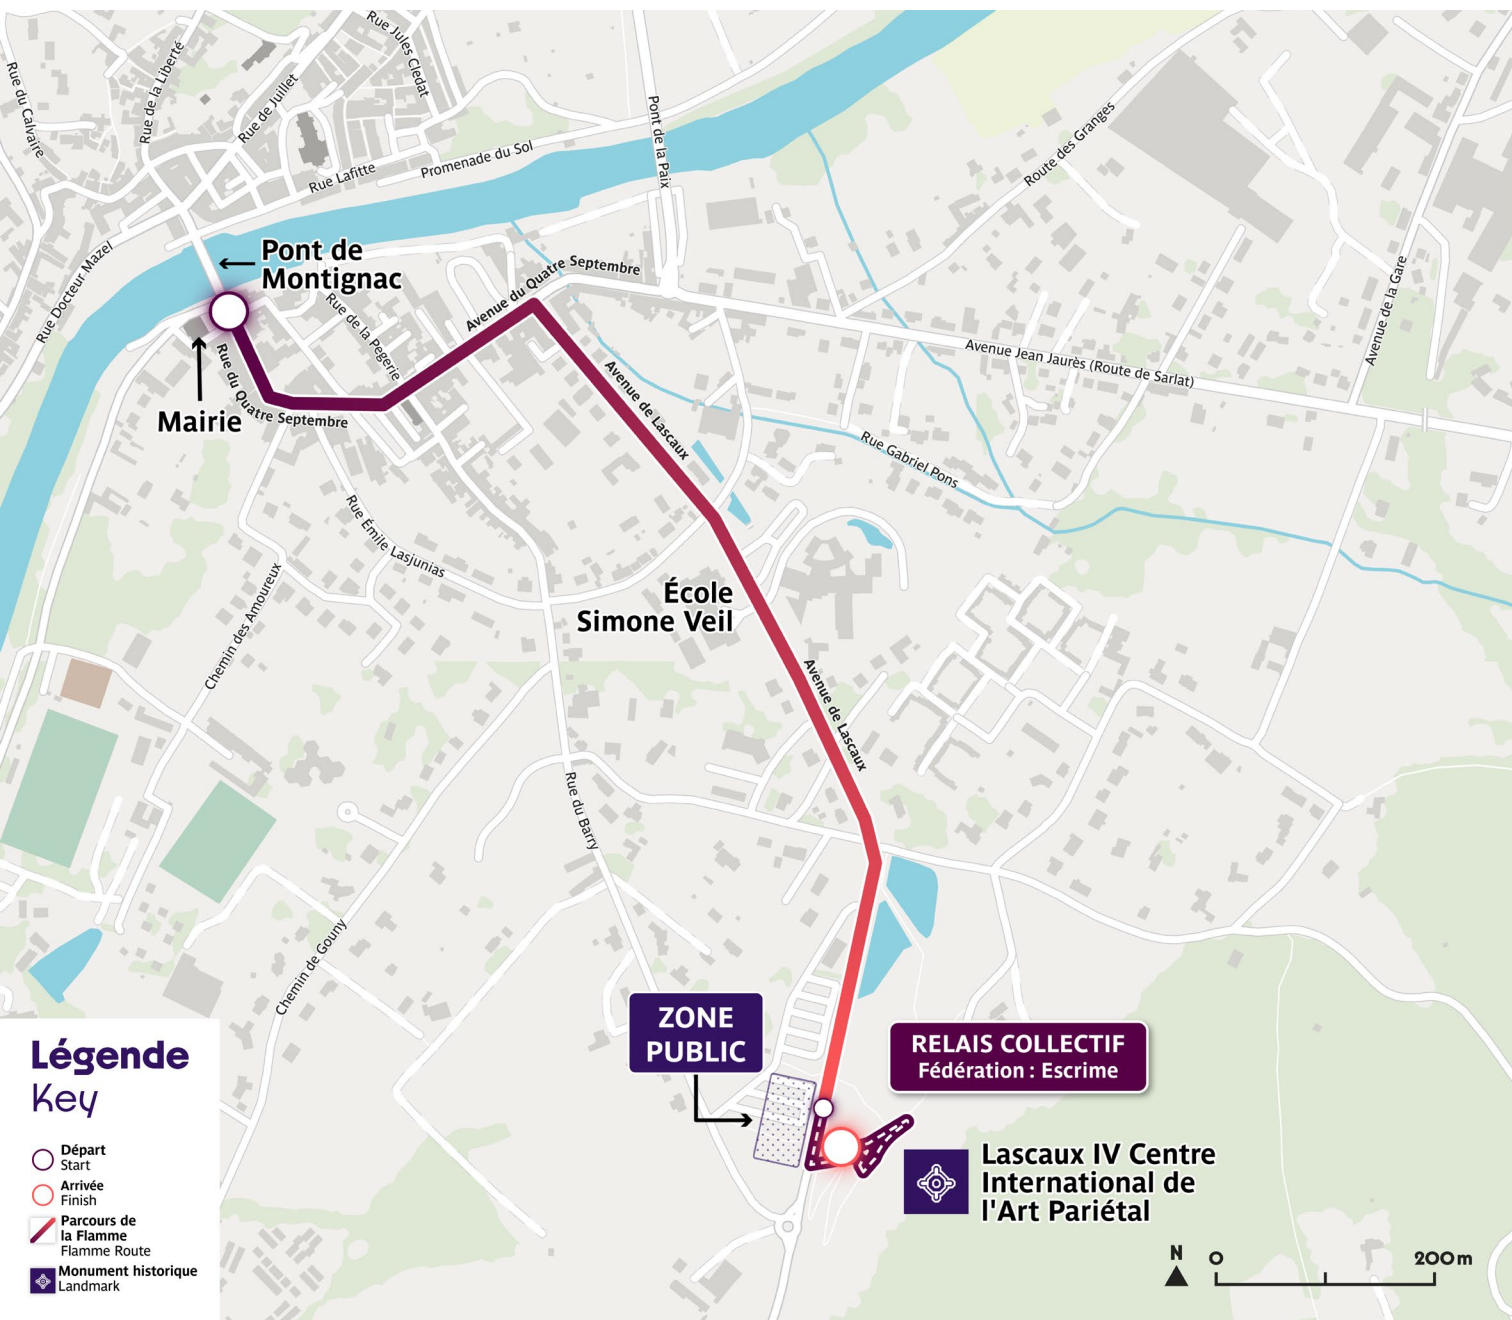 Rue du Calvaire
Rue de la Liberté
Rue de Juillet
Rue Jules Cledat
Rue Lafitte
Promenade du Sol
Pont de la Paix
Route des Granges
Rue Docteur Mazel
Pont de
Montignac
Rue de la Pegerie
Avenue du Quatre Septembre
Avenue Jean Jaurès (Route de Sarlat)
Avenue de la Gare
Mairie
Rue du Quatre Septembre
Avenue de Lascaux
Rue Gabriel Pons
Rue Émile Lasjunias
Chemin des Amoureux
École
Simone Veil
Avenue de Lascaux
Rue du Barry
Chemin de Gouny
ZONE
PUBLIC
RELAIS COLLECTIF
Fédération : Escrime
Lascaux IV Centre
International de
l'Art Pariétal
Légende
Key
Départ
Start
Arrivée
Finish
Parcours de
la Flamme
Flamme Route
Monument historique
Landmark
N
0
200m